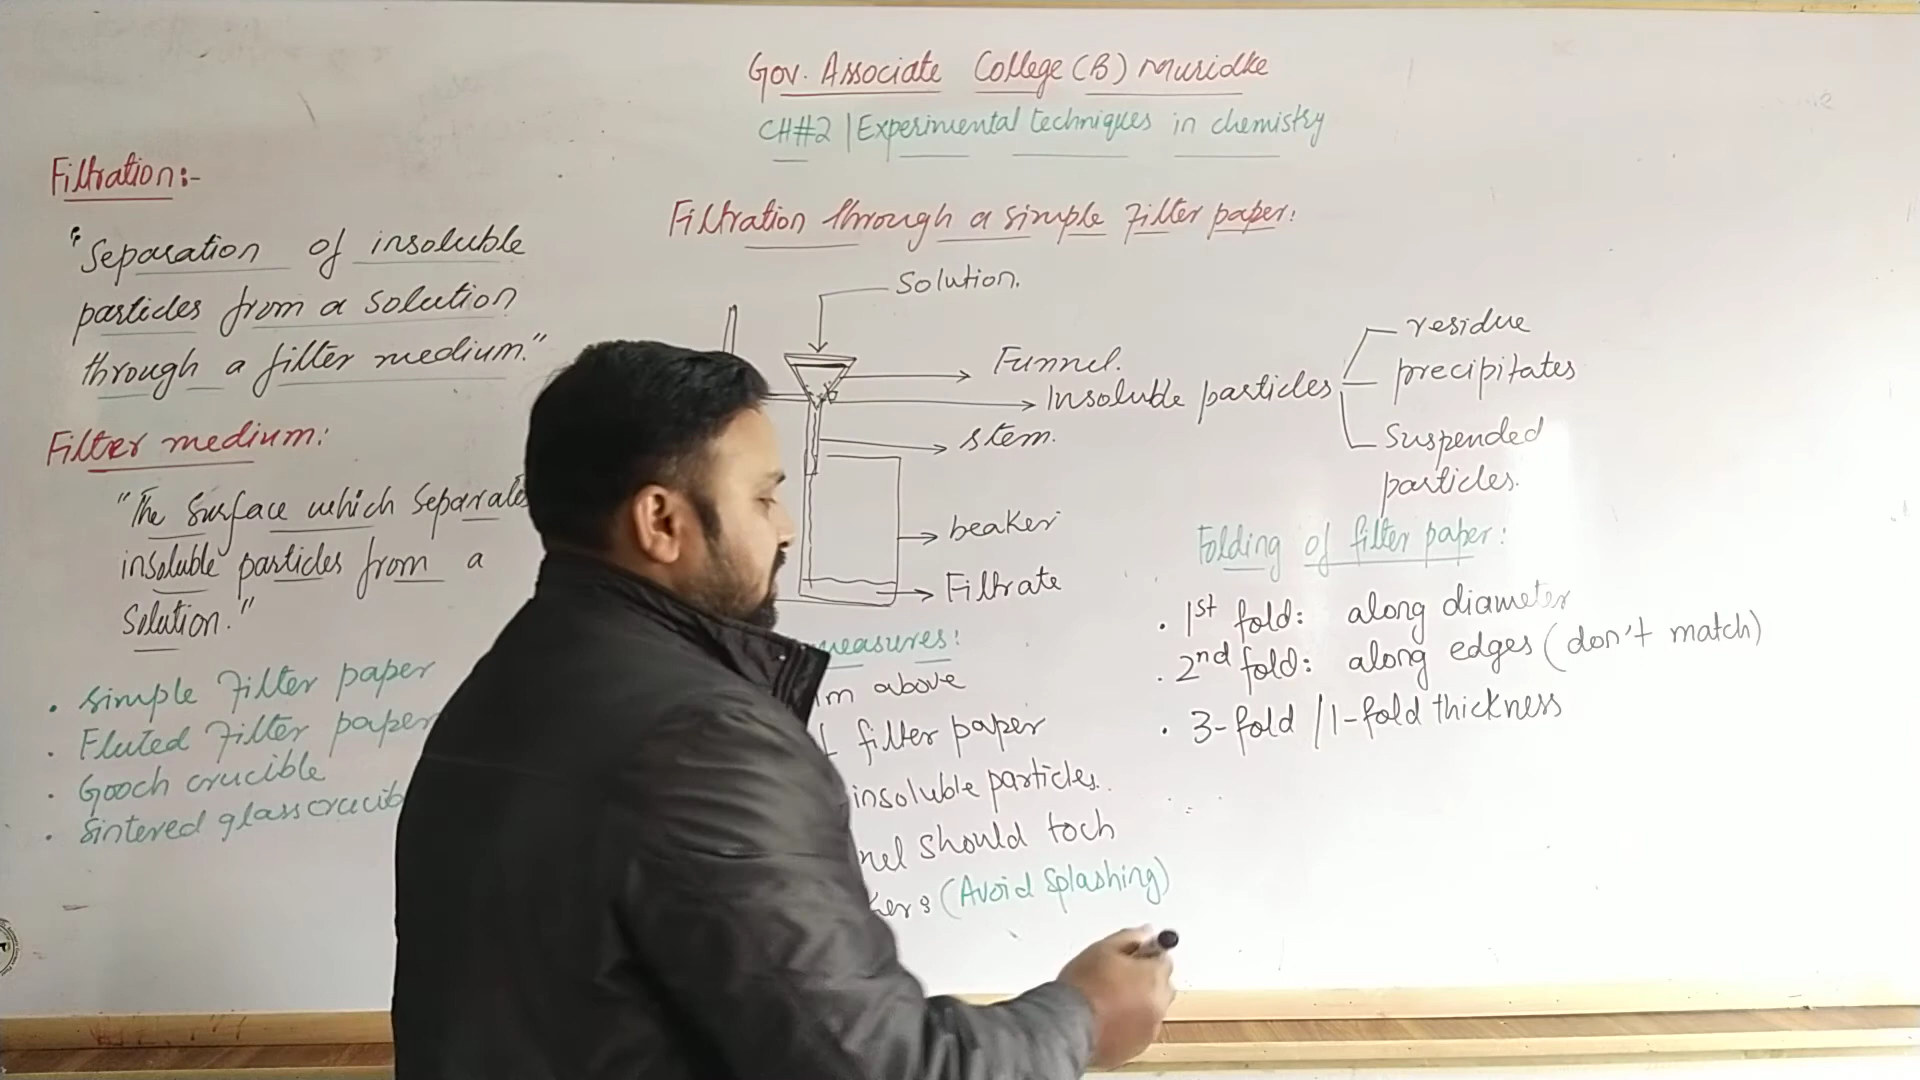 Gov. Associate College (B) Muridke
CH#2 | Experimental techniques in chemistry
Filtration:-
"Separation of insoluble
particles from a solution
through a filter medium."
Filter medium:
"The surface which separates
insoluble particles from a
solution."
• Simple Filter paper
• Fluted Filter paper
• Gooch crucible
• Sintered glass crucib
Filtration through a simple Filter paper:
Solution.
Funnel.
Insoluble particles
stem.
beaker
Filtrate
residue
precipitates
Suspended
particles.
measures:
above
filter paper
insoluble particles.
nel should toch
ker: (Avoid Splashing)
Folding of filter paper:
• 1st fold: along diameter
• 2nd fold: along edges (don't match)
• 3-fold / 1-fold thickness